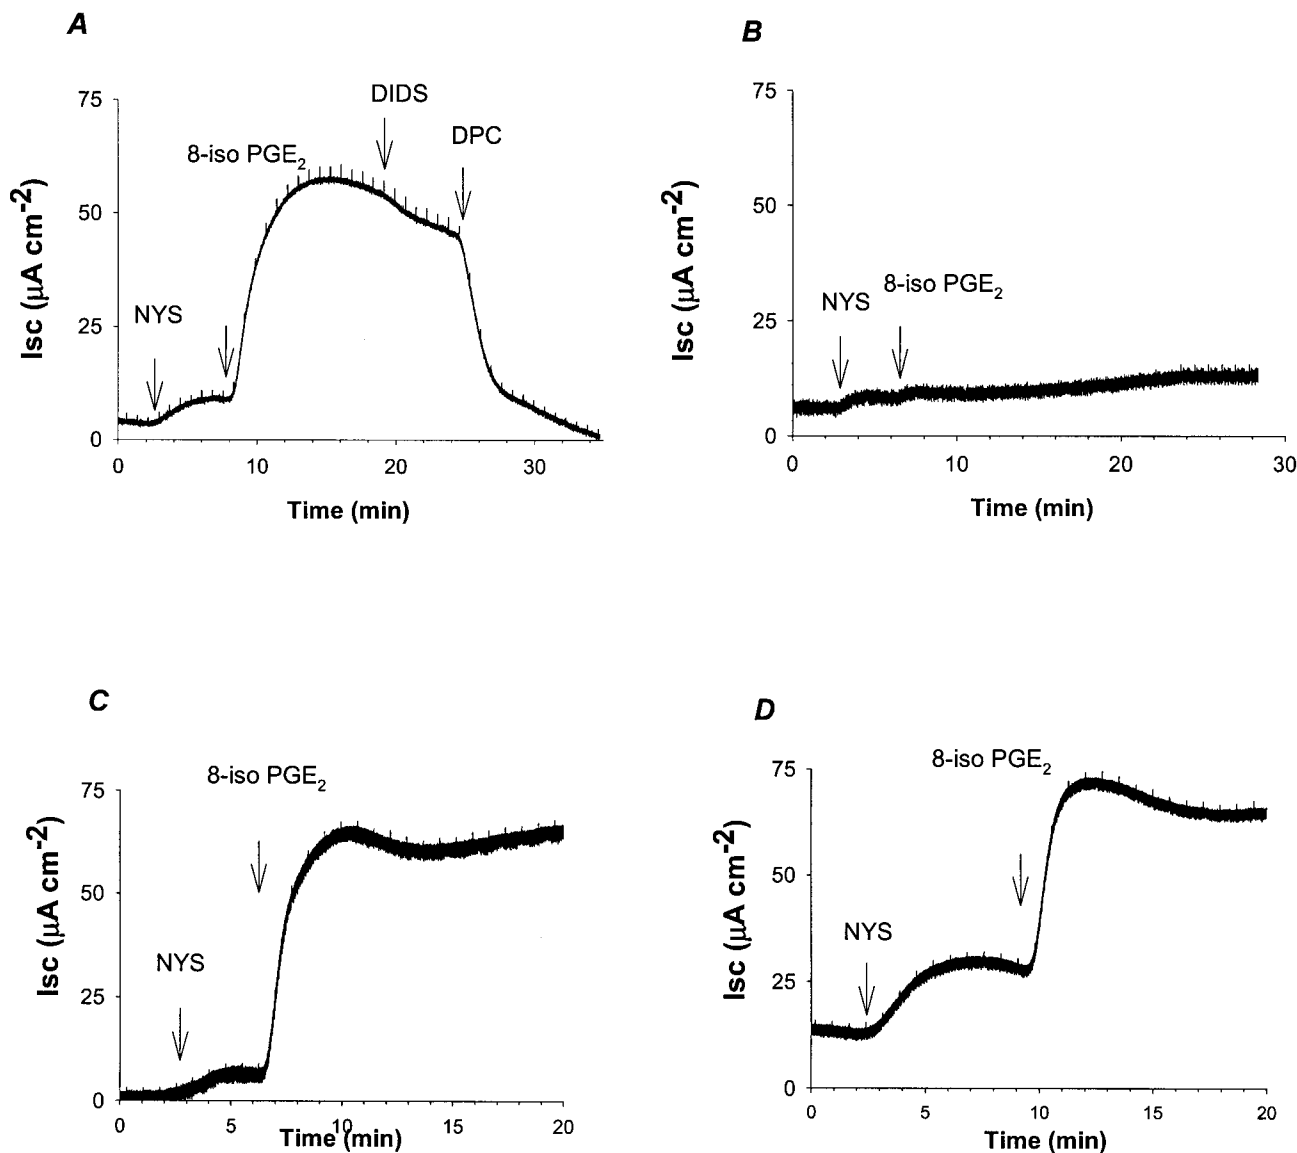 A
75
50
25
0
Isc (μA cm-2)
NYS
8-iso PGE2
DIDS
DPC
0 10 20 30
Time (min)
B
75
50
25
0
Isc (μA cm-2)
NYS
8-iso PGE2
0 10 20 30
Time (min)
C
75
50
25
0
Isc (μA cm-2)
NYS
8-iso PGE2
0 5 10 15 20
Time (min)
D
75
50
25
0
Isc (μA cm-2)
NYS
8-iso PGE2
0 5 10 15 20
Time (min)